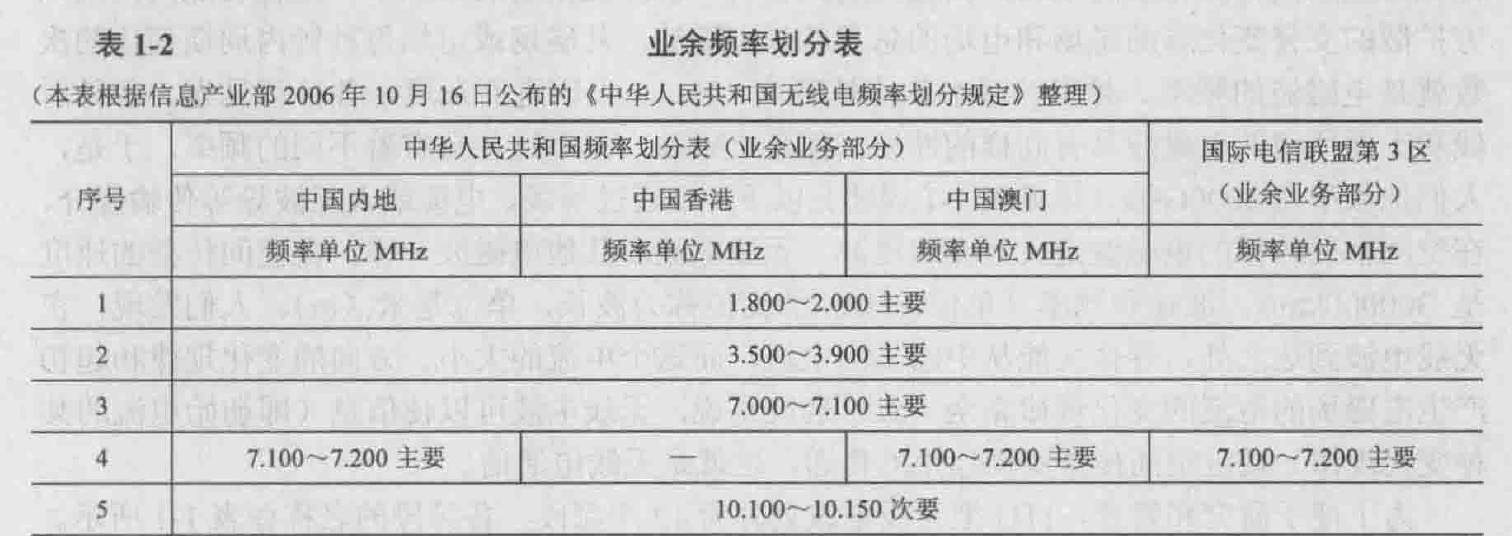 表 1-2 业余频率划分表
（本表根据信息产业部 2006 年 10 月 16 日公布的《中华人民共和国无线电频率划分规定》整理）
序号 中华人民共和国频率划分表（业余业务部分） 国际电信联盟第 3 区（业余业务部分）
中国内地 中国香港 中国澳门
频率单位 MHz 频率单位 MHz 频率单位 MHz 频率单位 MHz
1 1.800～2.000 主要
2 3.500～3.900 主要
3 7.000～7.100 主要
4 7.100～7.200 主要 — 7.100～7.200 主要 7.100～7.200 主要
5 10.100～10.150 次要